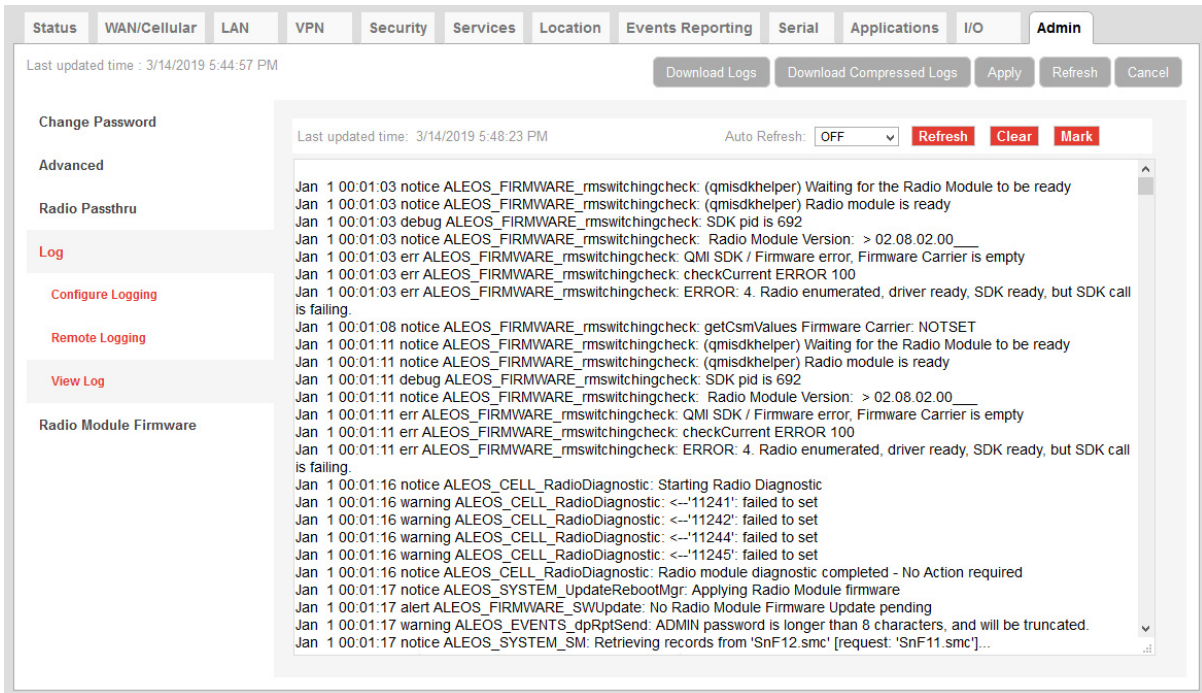 Status WAN/Cellular LAN VPN Security Services Location Events Reporting Serial Applications I/O Admin
Last updated time : 3/14/2019 5:44:57 PM
Download Logs Download Compressed Logs Apply Refresh Cancel
Change Password
Advanced
Radio Passthru
Log
Configure Logging
Remote Logging
View Log
Radio Module Firmware
Last updated time: 3/14/2019 5:48:23 PM Auto Refresh: OFF Refresh Clear Mark
Jan 1 00:01:03 notice ALEOS_FIRMWARE_rmswitchingcheck: (qmisdkhelper) Waiting for the Radio Module to be ready
Jan 1 00:01:03 notice ALEOS_FIRMWARE_rmswitchingcheck: (qmisdkhelper) Radio module is ready
Jan 1 00:01:03 debug ALEOS_FIRMWARE_rmswitchingcheck: SDK pid is 692
Jan 1 00:01:03 notice ALEOS_FIRMWARE_rmswitchingcheck: Radio Module Version: > 02.08.02.00___
Jan 1 00:01:03 err ALEOS_FIRMWARE_rmswitchingcheck: QMI SDK / Firmware error, Firmware Carrier is empty
Jan 1 00:01:03 err ALEOS_FIRMWARE_rmswitchingcheck: checkCurrent ERROR 100
Jan 1 00:01:03 err ALEOS_FIRMWARE_rmswitchingcheck: ERROR: 4. Radio enumerated, driver ready, SDK ready, but SDK call
is failing.
Jan 1 00:01:08 notice ALEOS_FIRMWARE_rmswitchingcheck: getCsmValues Firmware Carrier: NOTSET
Jan 1 00:01:11 notice ALEOS_FIRMWARE_rmswitchingcheck: (qmisdkhelper) Waiting for the Radio Module to be ready
Jan 1 00:01:11 notice ALEOS_FIRMWARE_rmswitchingcheck: (qmisdkhelper) Radio module is ready
Jan 1 00:01:11 debug ALEOS_FIRMWARE_rmswitchingcheck: SDK pid is 692
Jan 1 00:01:11 notice ALEOS_FIRMWARE_rmswitchingcheck: Radio Module Version: > 02.08.02.00___
Jan 1 00:01:11 err ALEOS_FIRMWARE_rmswitchingcheck: QMI SDK / Firmware error, Firmware Carrier is empty
Jan 1 00:01:11 err ALEOS_FIRMWARE_rmswitchingcheck: checkCurrent ERROR 100
Jan 1 00:01:11 err ALEOS_FIRMWARE_rmswitchingcheck: ERROR: 4. Radio enumerated, driver ready, SDK ready, but SDK call
is failing.
Jan 1 00:01:16 notice ALEOS_CELL_RadioDiagnostic: Starting Radio Diagnostic
Jan 1 00:01:16 warning ALEOS_CELL_RadioDiagnostic: <--'11241': failed to set
Jan 1 00:01:16 warning ALEOS_CELL_RadioDiagnostic: <--'11242': failed to set
Jan 1 00:01:16 warning ALEOS_CELL_RadioDiagnostic: <--'11244': failed to set
Jan 1 00:01:16 warning ALEOS_CELL_RadioDiagnostic: <--'11245': failed to set
Jan 1 00:01:16 notice ALEOS_CELL_RadioDiagnostic: Radio module diagnostic completed - No Action required
Jan 1 00:01:17 notice ALEOS_SYSTEM_UpdateRebootMgr: Applying Radio Module firmware
Jan 1 00:01:17 alert ALEOS_FIRMWARE_SWUpdate: No Radio Module Firmware Update pending
Jan 1 00:01:17 warning ALEOS_EVENTS_dpRptSend: ADMIN password is longer than 8 characters, and will be truncated.
Jan 1 00:01:17 notice ALEOS_SYSTEM_SM: Retrieving records from 'SnF12.smc' [request: 'SnF11.smc']...